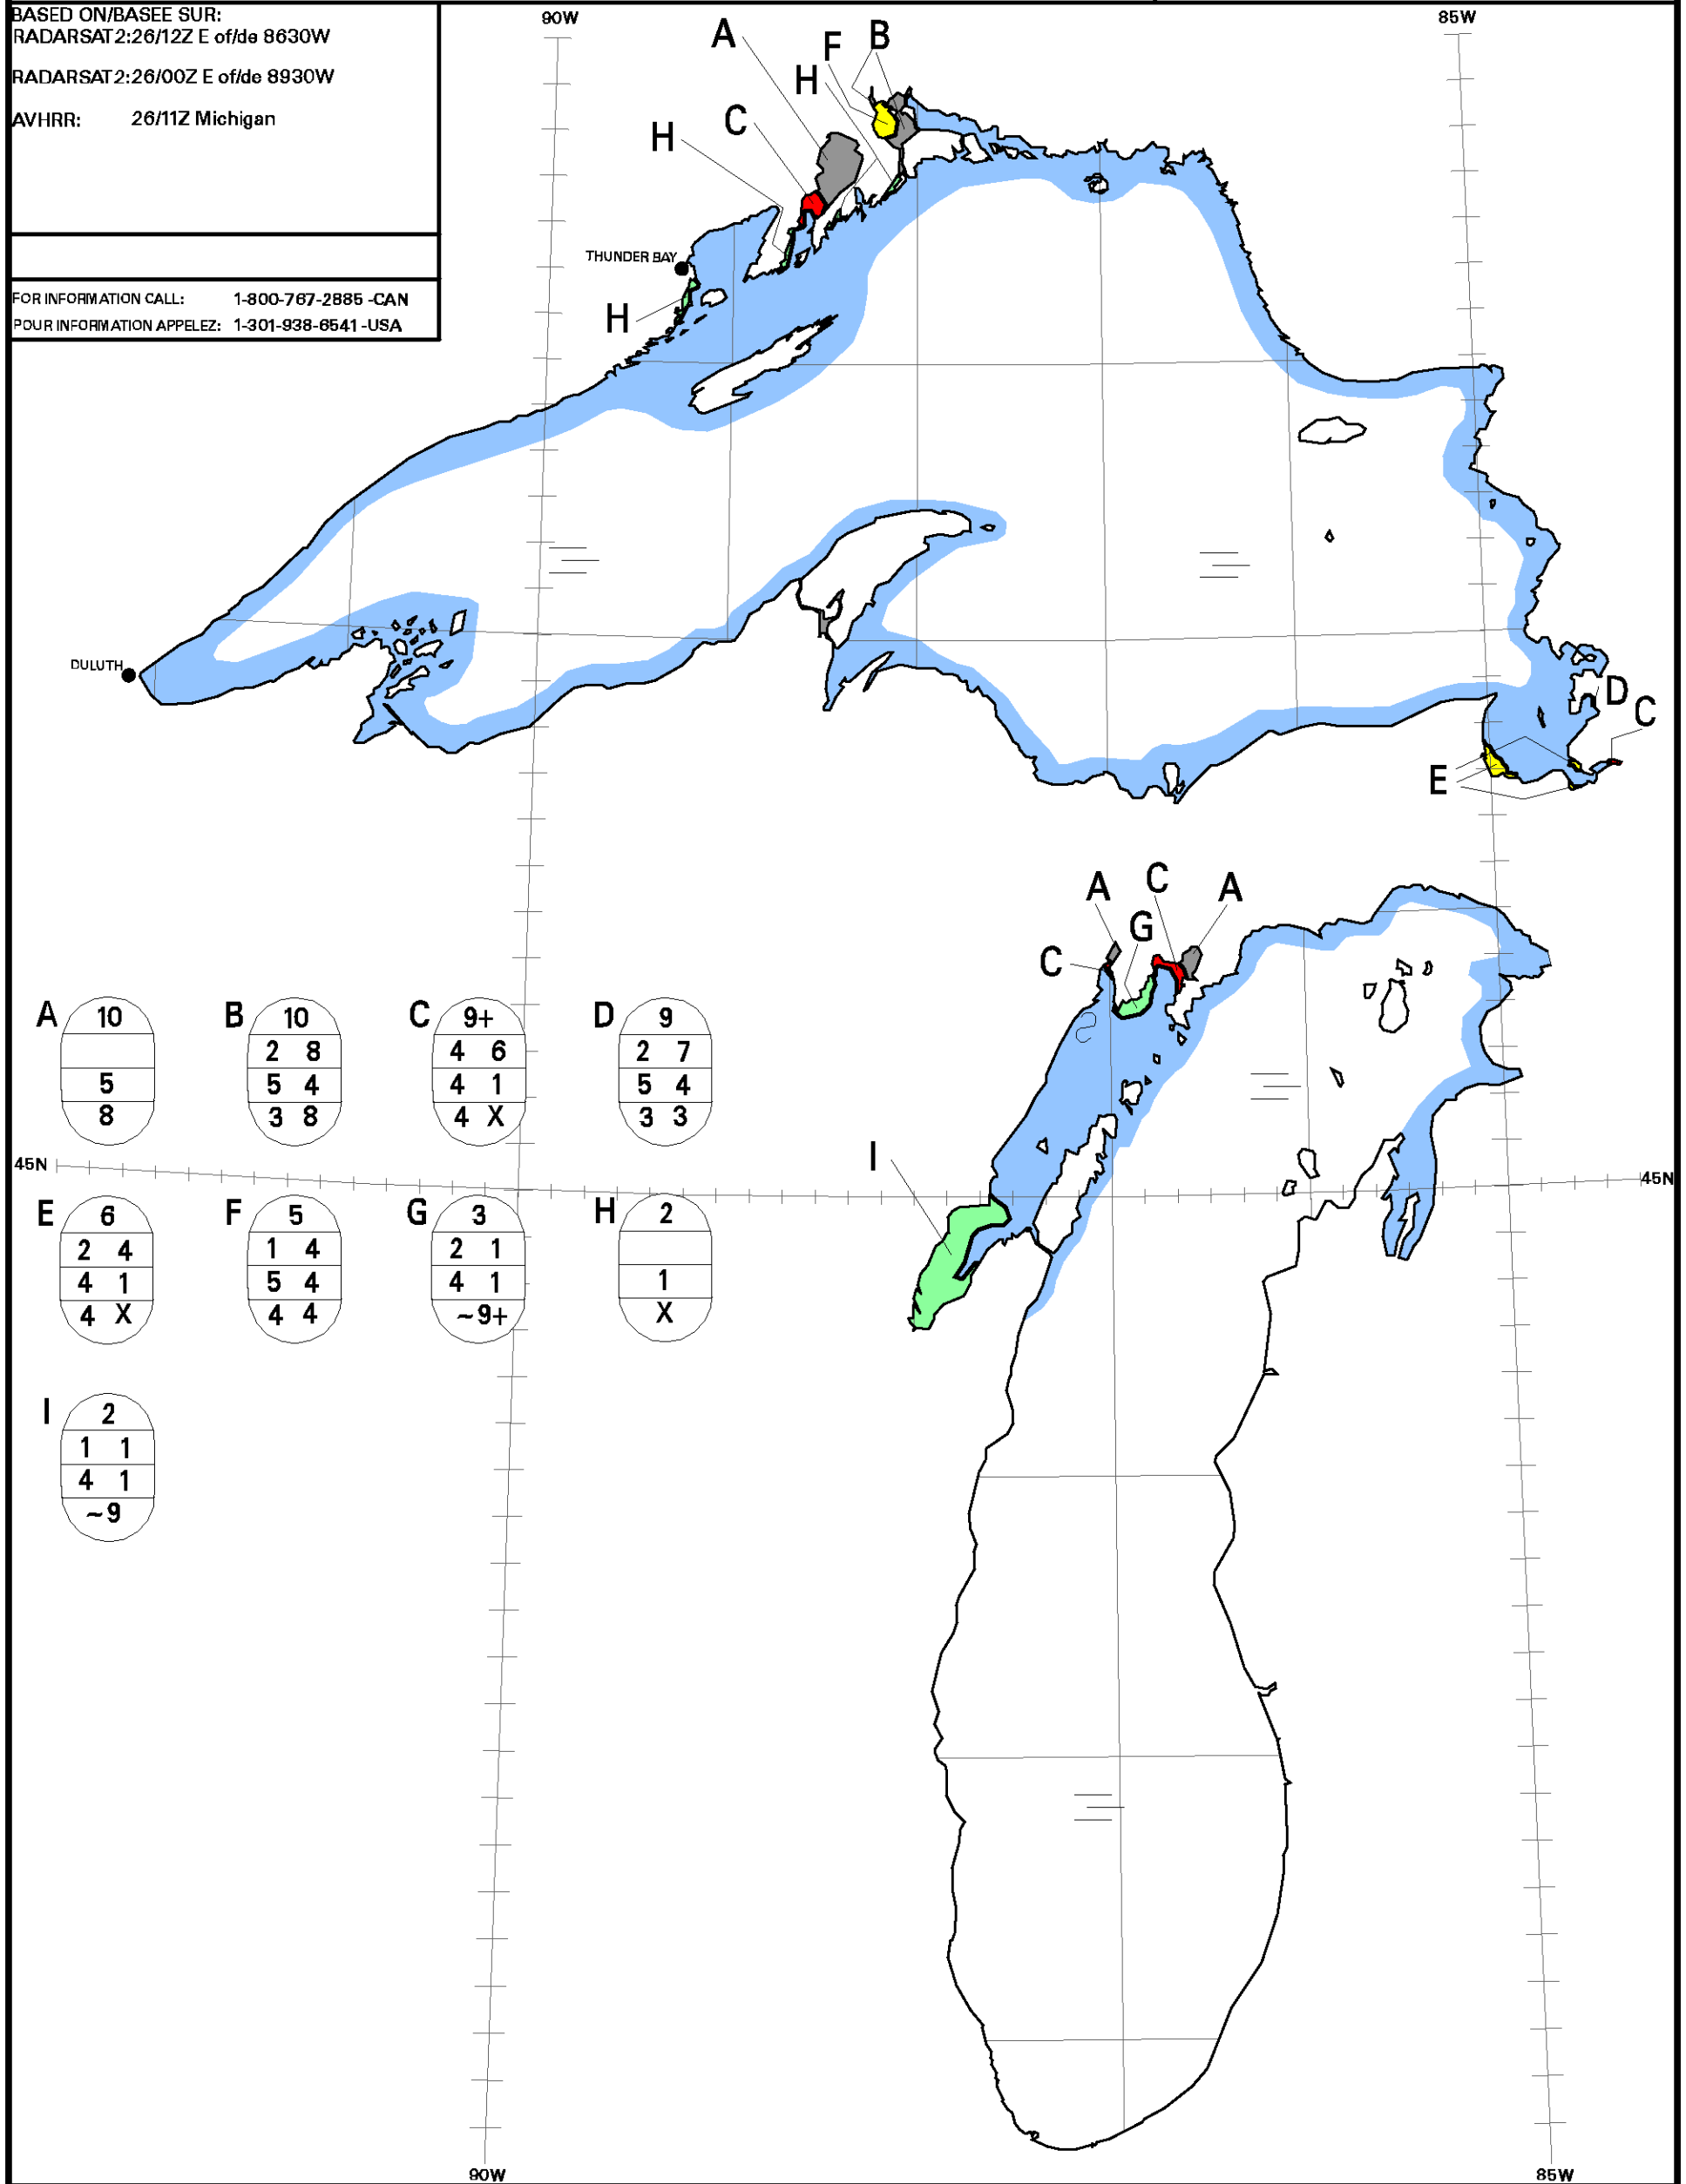 BASED ON/BASEE SUR:
RADARSAT2:26/12Z E of/de 8630W
RADARSAT2:26/00Z E of/de 8930W
AVHRR: 26/11Z Michigan
FOR INFORMATION CALL: 1-800-767-2885 -CAN
POUR INFORMATION APPELEZ: 1-301-938-6541 -USA
90W
85W
A
F
B
H
C
H
THUNDER BAY
H
DULUTH
D
C
E
A
C
A
G
C
A
10
5
8
B
10
2 8
5 4
3 8
C
9+
4 6
4 1
4 X
D
9
2 7
5 4
3 3
45N
I
45N
E
6
2 4
4 1
4 X
F
5
1 4
5 4
4 4
G
3
2 1
4 1
~9+
H
2
1
X
I
2
1 1
4 1
~9
90W
85W